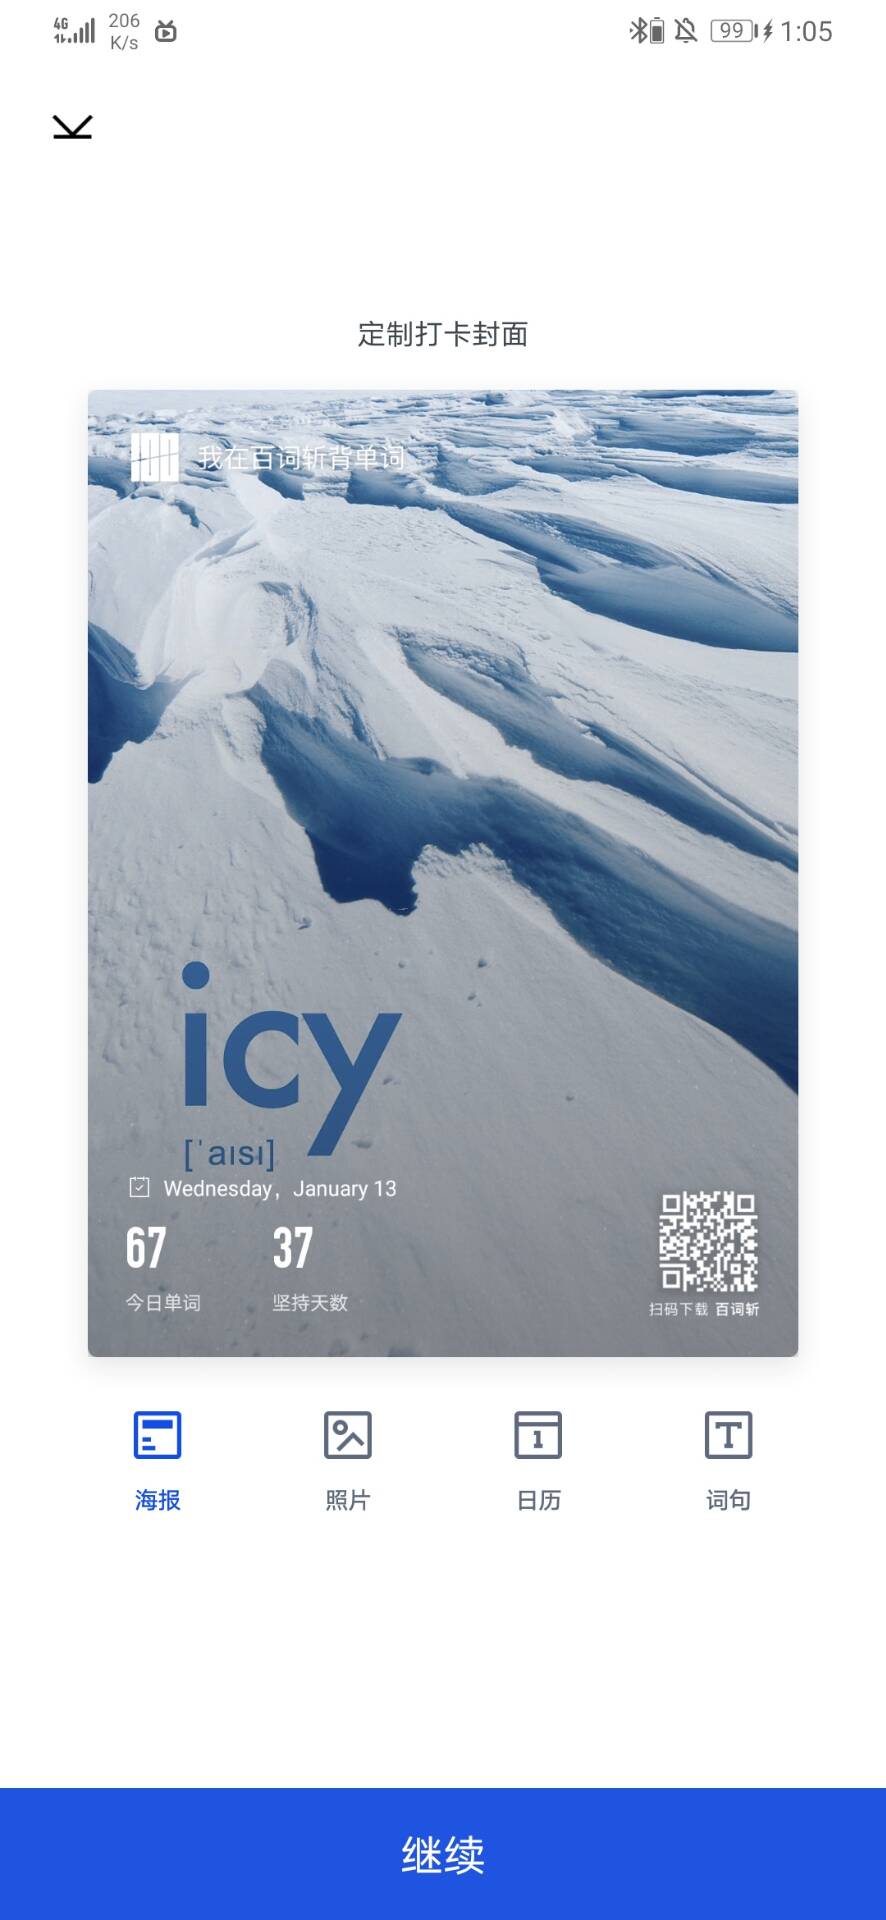 4G
206
K/s
99
1:05
定制打卡封面
我在百词斩背单词
icy
[ˈaɪsɪ]
Wednesday，January 13
67
37
今日单词
坚持天数
扫码下载 百词斩
海报
照片
日历
词句
继续